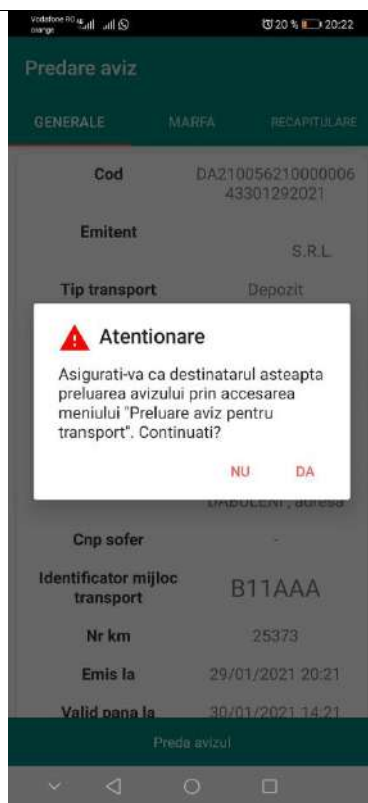 Vodafone RO
orange
20 % 20:22
Predare aviz
GENERALE MARFA RECAPITULARE
Cod DA210056210000006
43301292021
Emitent
S.R.L.
Tip transport Depozit
Atentionare
Asigurati-va ca destinatarul asteapta
preluarea avizului prin accesarea
meniului "Preluare aviz pentru
transport". Continuati?
NU DA
DABULENI , adresa
Cnp sofer -
Identificator mijloc
transport B11AAA
Nr km 25373
Emis la 29/01/2021 20:21
Valid pana la 30/01/2021 14:21
Preda avizul